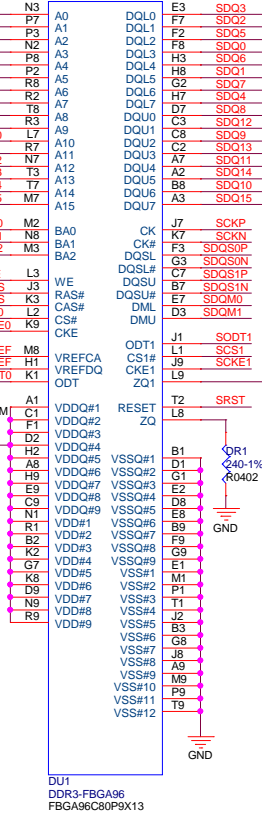 N3 A0 DQL0 E3 SDQ3
P7 A1 DQL1 F7 SDQ2
P3 A2 DQL2 F2 SDQ5
N2 A3 DQL3 F8 SDQ0
P8 A4 DQL4 H3 SDQ6
P2 A5 DQL5 H8 SDQ1
R8 A6 DQL6 G2 SDQ7
R2 A7 DQL7 H7 SDQ4
T8 A8 DQU0 D7 SDQ8
R3 A9 DQU1 C3 SDQ12
L7 A10 DQU2 C8 SDQ9
R7 A11 DQU3 C2 SDQ13
N7 A12 DQU4 A7 SDQ11
T3 A13 DQU5 A2 SDQ14
T7 A14 DQU6 B8 SDQ10
M7 A15 DQU7 A3 SDQ15
M2 BA0 CK J7 SCKP
N8 BA1 CK# K7 SCKN
M3 BA2 DQSL F3 SDQS0P
DQSL# G3 SDQS0N
L3 WE DQSU C7 SDQS1P
J3 RAS# DQSU# B7 SDQS1N
K3 CAS# DML E7 SDQM0
L2 CS# DMU D3 SDQM1
K9 CKE
ODT1 J1 SODT1
M8 VREFCA CS1# L1 SCS1
H1 VREFDQ CKE1 J9 SCKE1
K1 ODT ZQ1 L9
A1 VDDQ#1 RESET T2 SRST
C1 VDDQ#2 ZQ L8
F1 VDDQ#3
D2 VDDQ#4
H2 VDDQ#5 VSSQ#1 B1
A8 VDDQ#6 VSSQ#2 D1
H9 VDDQ#7 VSSQ#3 G1
E9 VDDQ#8 VSSQ#4 E2
C9 VDDQ#9 VSSQ#5 D8
N1 VDD#1 VSSQ#6 E8
R1 VDD#2 VSSQ#7 B9
B2 VDD#3 VSSQ#8 F9
K2 VDD#4 VSSQ#9 G9
G7 VDD#5 VSS#1 E1
K8 VDD#6 VSS#2 M1
D9 VDD#7 VSS#3 P1
N9 VDD#8 VSS#4 T1
R9 VDD#9 VSS#5 J2
VSS#6 B3
VSS#7 G8
VSS#8 J8
VSS#9 A9
VSS#10 M9
VSS#11 P9
VSS#12 T9
DR1
240-1%
R0402
GND
GND
DU1
DDR3-FBGA96
FBGA96C80P9X13